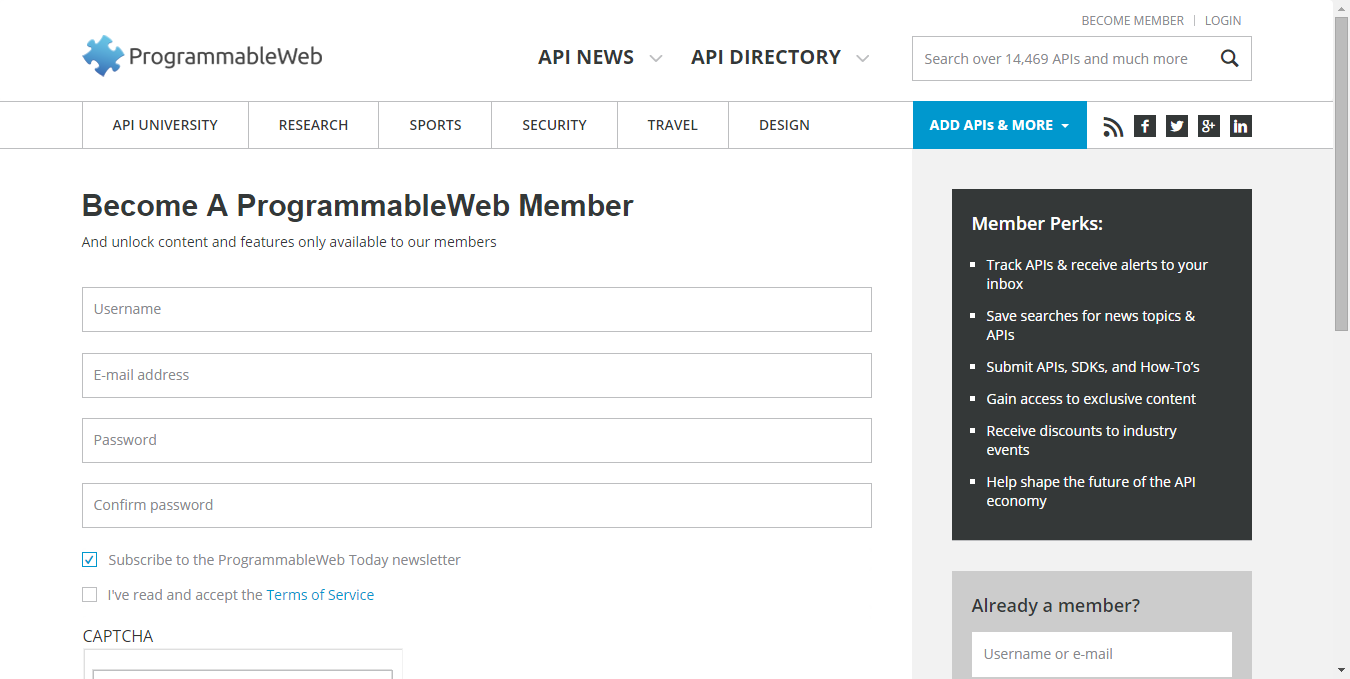 BECOME MEMBER | LOGIN
ProgrammableWeb
API NEWS
API DIRECTORY
Search over 14,469 APIs and much more
API UNIVERSITY
RESEARCH
SPORTS
SECURITY
TRAVEL
DESIGN
ADD APIs & MORE
Become A ProgrammableWeb Member
And unlock content and features only available to our members
Username
E-mail address
Password
Confirm password
Subscribe to the ProgrammableWeb Today newsletter
I've read and accept the Terms of Service
CAPTCHA
Member Perks:
Track APIs & receive alerts to your
inbox
Save searches for news topics &
APIs
Submit APIs, SDKs, and How-To’s
Gain access to exclusive content
Receive discounts to industry
events
Help shape the future of the API
economy
Already a member?
Username or e-mail